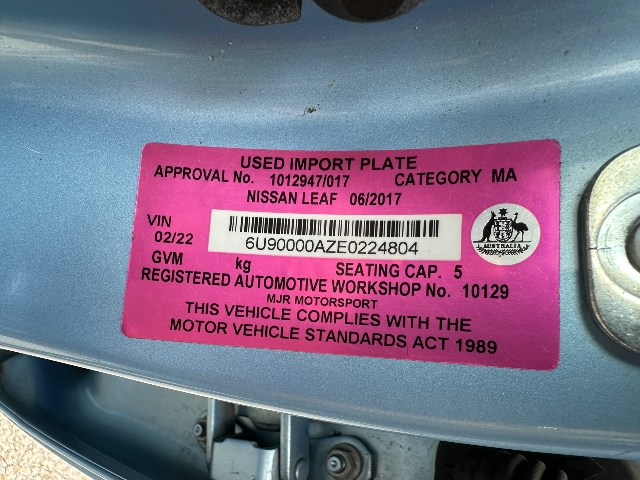 USED IMPORT PLATE
APPROVAL No. 1012947/017 CATEGORY MA
NISSAN LEAF 06/2017
VIN
02/22
6U90000AZE0224804
AUSTRALIA
GVM kg SEATING CAP. 5
REGISTERED AUTOMOTIVE WORKSHOP No. 10129
MJR MOTORSPORT
THIS VEHICLE COMPLIES WITH THE
MOTOR VEHICLE STANDARDS ACT 1989